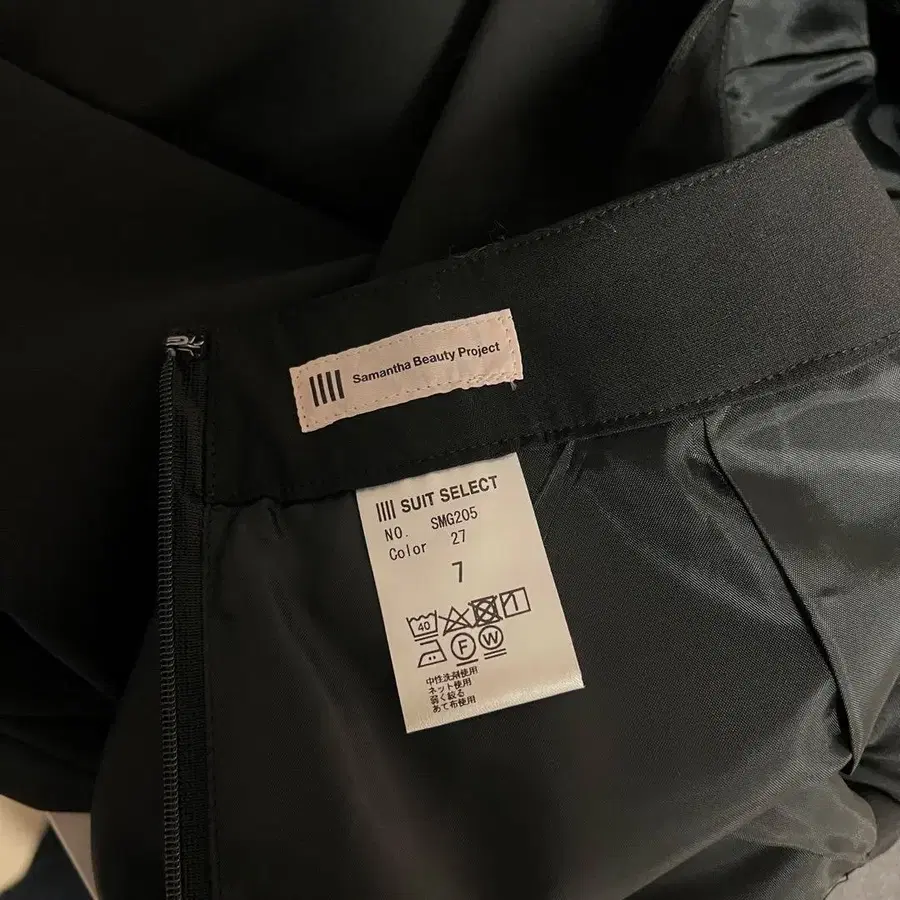 Samantha Beauty Project
SUIT SELECT
NO. SMG205
Color 27
7
40
F W
中性洗剤使用
ネット使用
弱く絞る
あて布使用